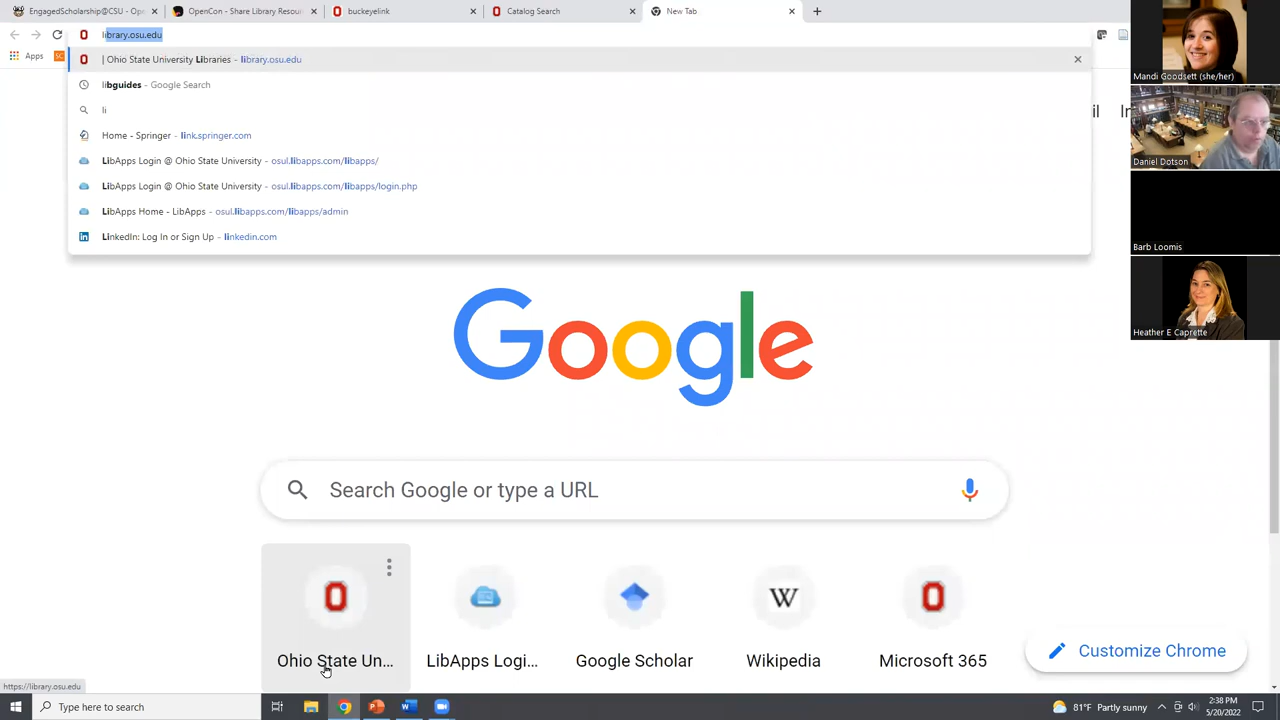 EngagedScholarship@CSU - Ope
OpenCon - Share Library Resou
buckeyelink
Catalog Search
New Tab
library.osu.edu
| Ohio State University Libraries - library.osu.edu
libguides - Google Search
li
Home - Springer - link.springer.com
LibApps Login @ Ohio State University - osul.libapps.com/libapps/
LibApps Login @ Ohio State University - osul.libapps.com/libapps/login.php
LibApps Home - LibApps - osul.libapps.com/libapps/admin
LinkedIn: Log In or Sign Up - linkedin.com
Apps
Mandi Goodsett (she/her)
Daniel Dotson
Barb Loomis
Heather E Caprette
Google
Search Google or type a URL
Ohio State Un...
LibApps Logi...
Google Scholar
Wikipedia
Microsoft 365
Customize Chrome
https://library.osu.edu
Type here to search
81°F Partly sunny
2:38 PM
5/20/2022